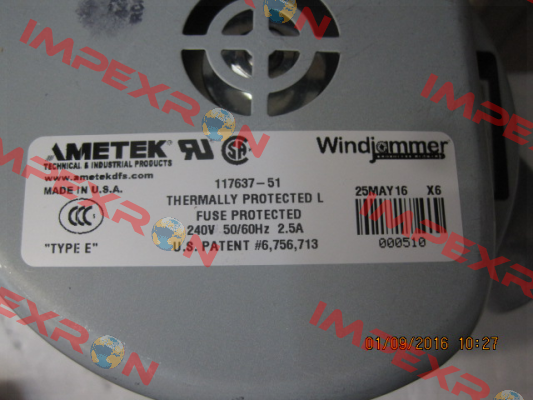 AMETEK®
TECHNICAL & INDUSTRIAL PRODUCTS
www.ametekdfs.com
MADE IN U.S.A.
"TYPE E"
117637-51
THERMALLY PROTECTED L
FUSE PROTECTED
240V 50/60Hz 2.5A
U.S. PATENT #6,756,713
Windjammer
25MAY16 X6
000510
01/09/2016 10:27
IMPEXRON
IMPEXRON
IMPEXRON
IMPEXRON
IMPEXRON